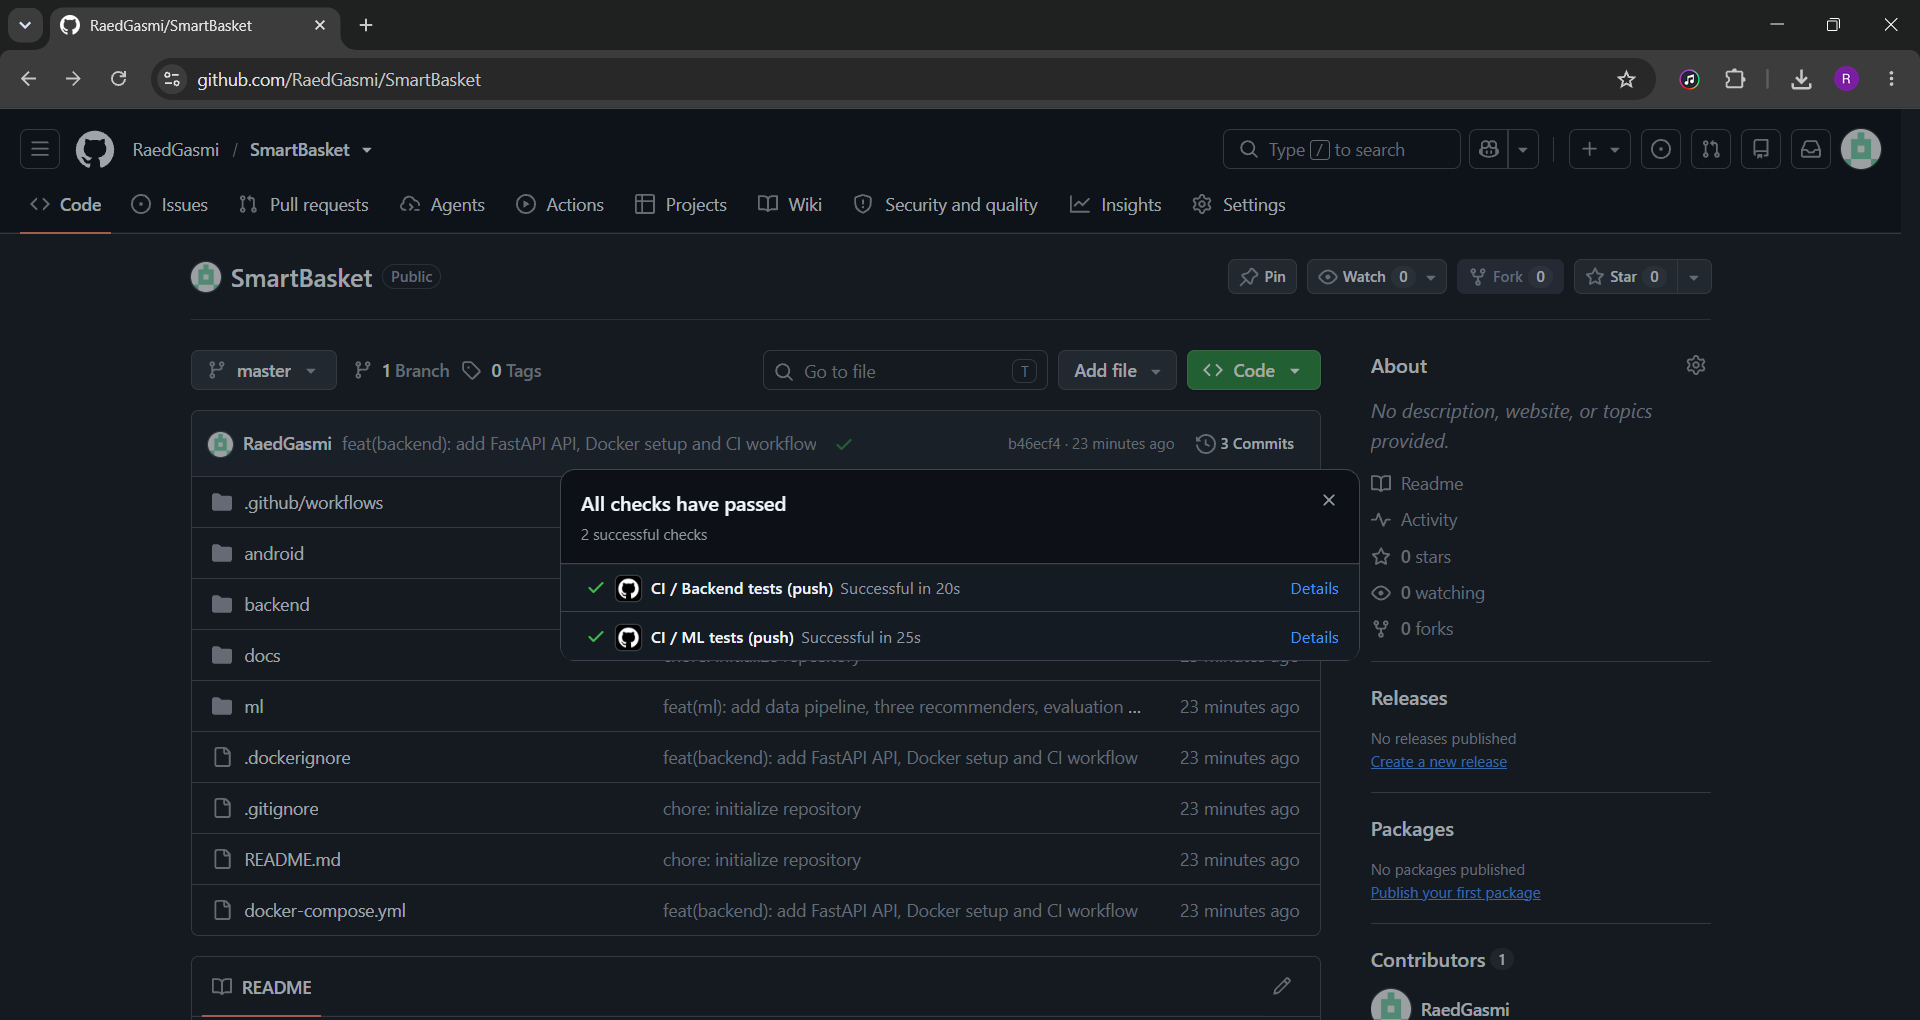 RaedGasmi/SmartBasket
github.com/RaedGasmi/SmartBasket
R
RaedGasmi / SmartBasket
Type / to search
Code
Issues
Pull requests
Agents
Actions
Projects
Wiki
Security and quality
Insights
Settings
SmartBasket Public
Pin
Watch 0
Fork 0
Star 0
master
1 Branch
0 Tags
Go to file T
Add file
Code
RaedGasmi feat(backend): add FastAPI API, Docker setup and CI workflow
b46ecf4 · 23 minutes ago
3 Commits
All checks have passed
2 successful checks
CI / Backend tests (push) Successful in 20s Details
CI / ML tests (push) Successful in 25s Details
.github/workflows
android
backend
docs chore: initialize repository 23 minutes ago
ml feat(ml): add data pipeline, three recommenders, evaluation ... 23 minutes ago
.dockerignore feat(backend): add FastAPI API, Docker setup and CI workflow 23 minutes ago
.gitignore chore: initialize repository 23 minutes ago
README.md chore: initialize repository 23 minutes ago
docker-compose.yml feat(backend): add FastAPI API, Docker setup and CI workflow 23 minutes ago
README
About
No description, website, or topics
provided.
Readme
Activity
0 stars
0 watching
0 forks
Releases
No releases published
Create a new release
Packages
No packages published
Publish your first package
Contributors 1
RaedGasmi